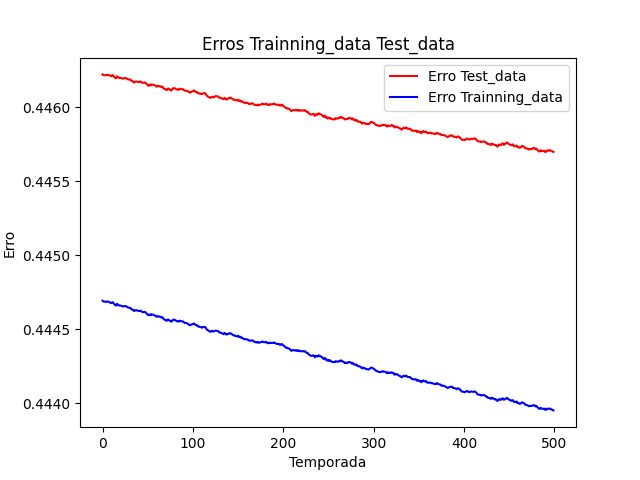 Erros Trainning_data Test_data
Erro Test_data
Erro Trainning_data
Erro
0.4460
0.4455
0.4450
0.4445
0.4440
0
100
200
300
400
500
Temporada